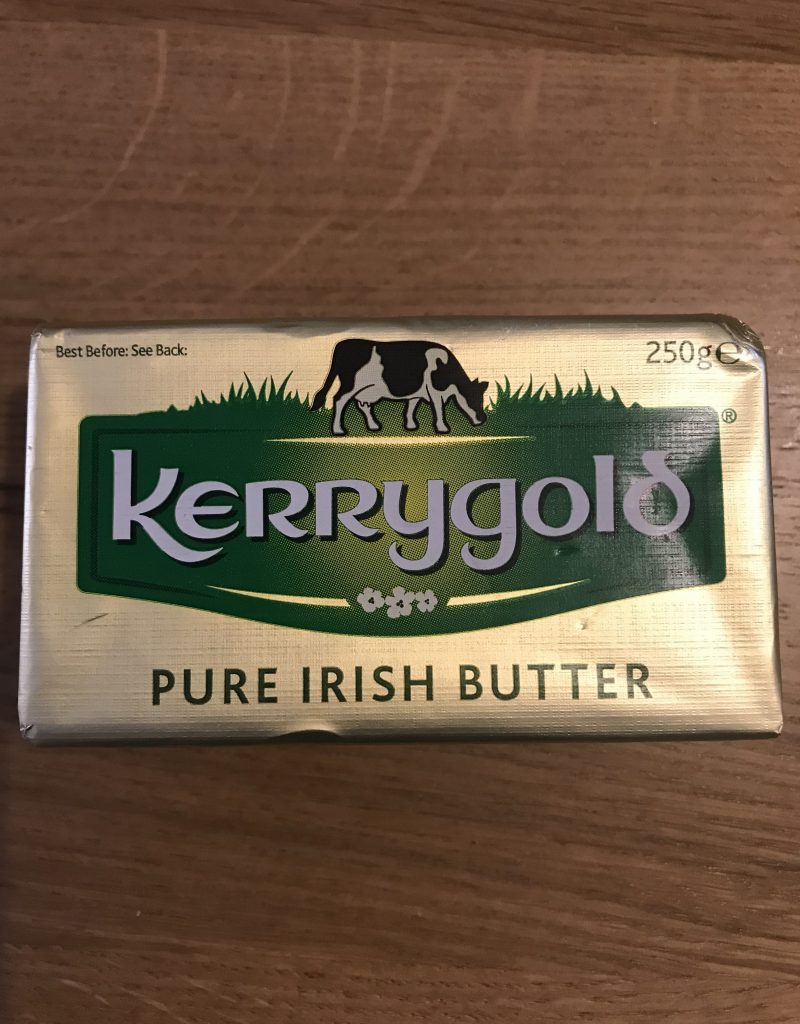 Best Before: See Back:
250g℮
®
Kerrygold
PURE IRISH BUTTER